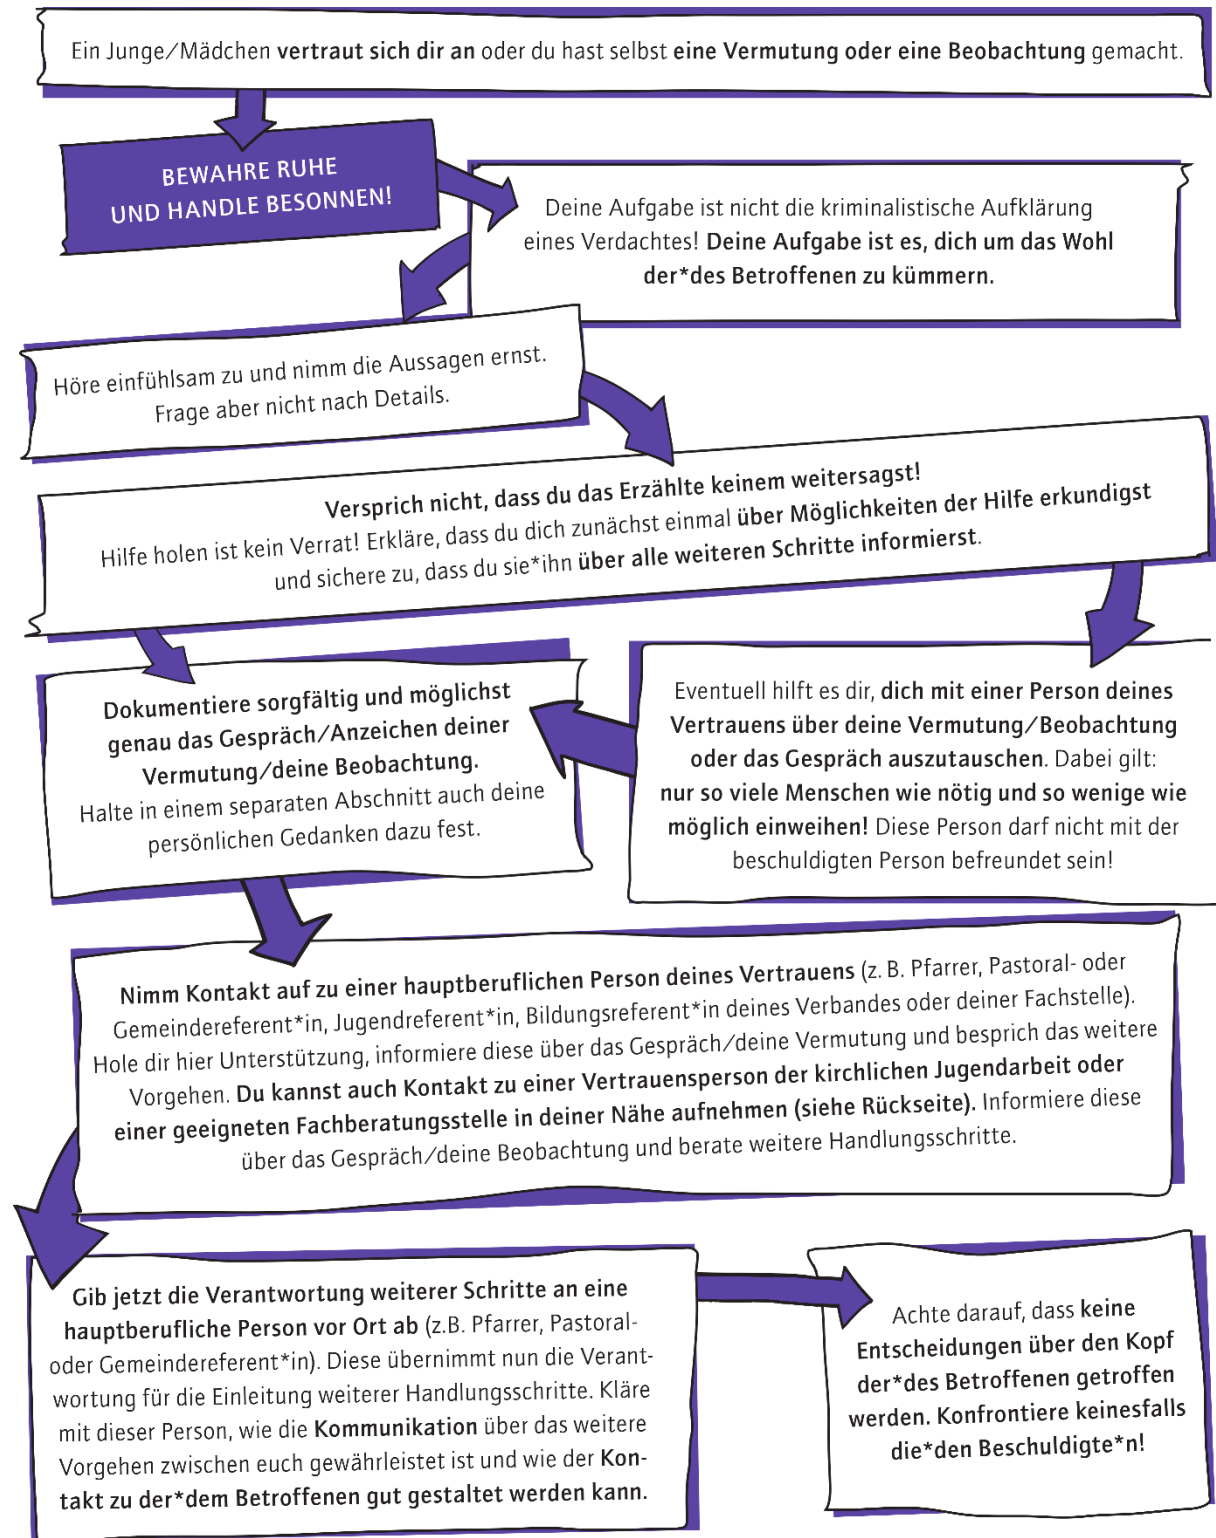 Ein Junge/Mädchen vertraut sich dir an oder du hast selbst eine Vermutung oder eine Beobachtung gemacht.
BEWAHRE RUHE
UND HANDLE BESONNEN!
Deine Aufgabe ist nicht die kriminalistische Aufklärung
eines Verdachtes! Deine Aufgabe ist es, dich um das Wohl
der*des Betroffenen zu kümmern.
Höre einfühlsam zu und nimm die Aussagen ernst.
Frage aber nicht nach Details.
Versprich nicht, dass du das Erzählte keinem weitersagst!
Hilfe holen ist kein Verrat! Erkläre, dass du dich zunächst einmal über Möglichkeiten der Hilfe erkundigst
und sichere zu, dass du sie*ihn über alle weiteren Schritte informierst.
Eventuell hilft es dir, dich mit einer Person deines
Vertrauens über deine Vermutung/Beobachtung
oder das Gespräch auszutauschen. Dabei gilt:
nur so viele Menschen wie nötig und so wenige wie
möglich einweihen! Diese Person darf nicht mit der
beschuldigten Person befreundet sein!
Dokumentiere sorgfältig und möglichst
genau das Gespräch/Anzeichen deiner
Vermutung/deine Beobachtung.
Halte in einem separaten Abschnitt auch deine
persönlichen Gedanken dazu fest.
Nimm Kontakt auf zu einer hauptberuflichen Person deines Vertrauens (z. B. Pfarrer, Pastoral- oder
Gemeindereferent*in, Jugendreferent*in, Bildungsreferent*in deines Verbandes oder deiner Fachstelle).
Hole dir hier Unterstützung, informiere diese über das Gespräch/deine Vermutung und besprich das weitere
Vorgehen. Du kannst auch Kontakt zu einer Vertrauensperson der kirchlichen Jugendarbeit oder
einer geeigneten Fachberatungsstelle in deiner Nähe aufnehmen (siehe Rückseite). Informiere diese
über das Gespräch/deine Beobachtung und berate weitere Handlungsschritte.
Gib jetzt die Verantwortung weiterer Schritte an eine
hauptberufliche Person vor Ort ab (z.B. Pfarrer, Pastoral-
oder Gemeindereferent*in). Diese übernimmt nun die Verant-
wortung für die Einleitung weiterer Handlungsschritte. Kläre
mit dieser Person, wie die Kommunikation über das weitere
Vorgehen zwischen euch gewährleistet ist und wie der Kon-
takt zu der*dem Betroffenen gut gestaltet werden kann.
Achte darauf, dass keine
Entscheidungen über den Kopf
der*des Betroffenen getroffen
werden. Konfrontiere keinesfalls
die*den Beschuldigte*n!